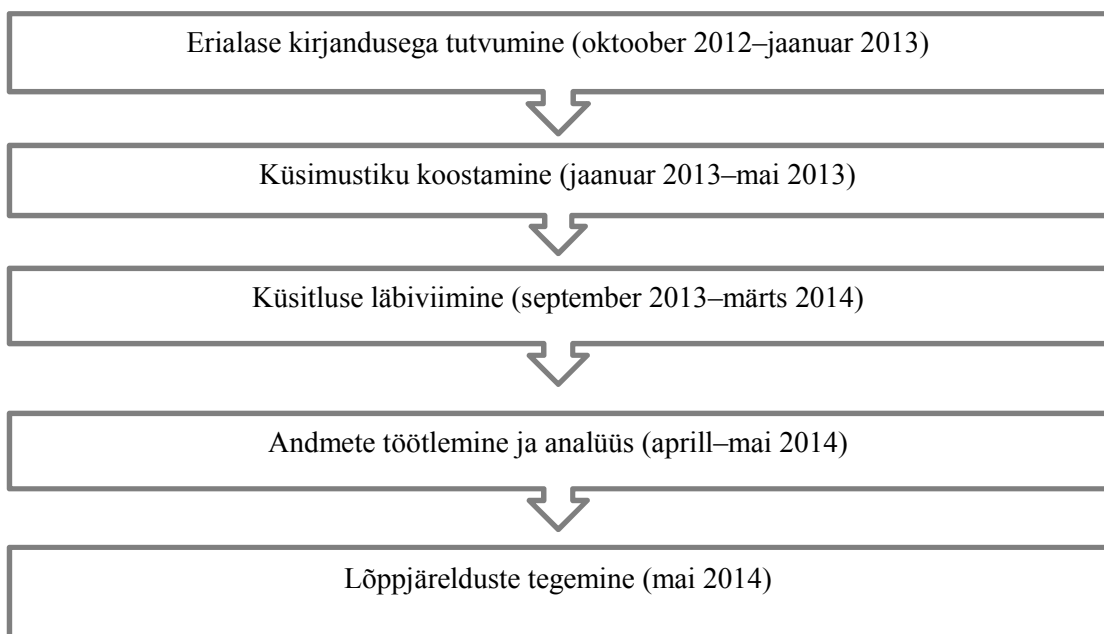 Erialase kirjandusega tutvumine (oktoober 2012–jaanuar 2013)
Küsimustiku koostamine (jaanuar 2013–mai 2013)
Küsitluse läbiviimine (september 2013–märts 2014)
Andmete töötlemine ja analüüs (aprill–mai 2014)
Lõppjärelduste tegemine (mai 2014)